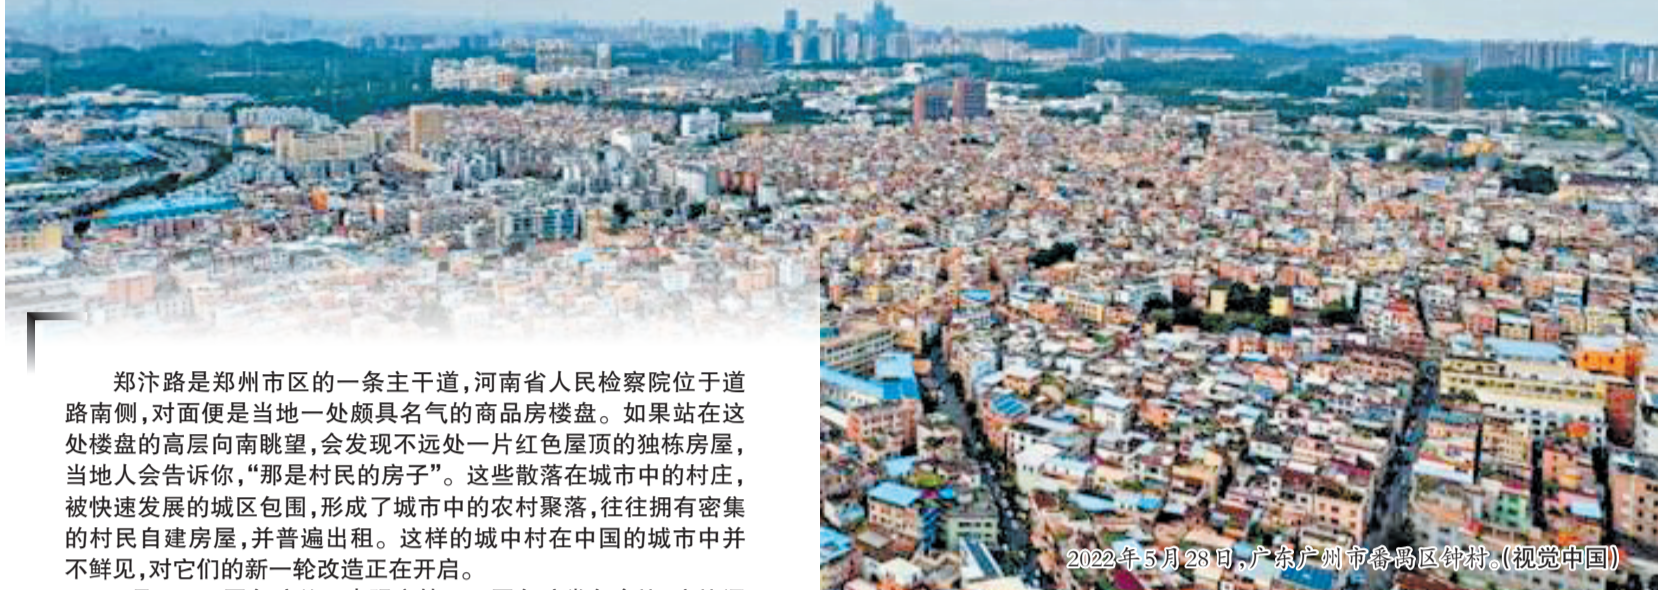 郑汴路是郑州市区的一条主干道,河南省人民检察院位于道
路南侧,对面便是当地一处颇具名气的商品房楼盘。如果站在这
处楼盘的高层向南眺望,会发现不远处一片红色屋顶的独栋房屋,
当地人会告诉你,“那是村民的房子”。这些散落在城市中的村庄,
被快速发展的城区包围,形成了城市中的农村聚落,往往拥有密集
的村民自建房屋,并普遍出租。这样的城中村在中国的城市中并
不鲜见,对它们的新一轮改造正在开启。
2022年5月28日,广东广州市番禺区钟村。(视觉中国)